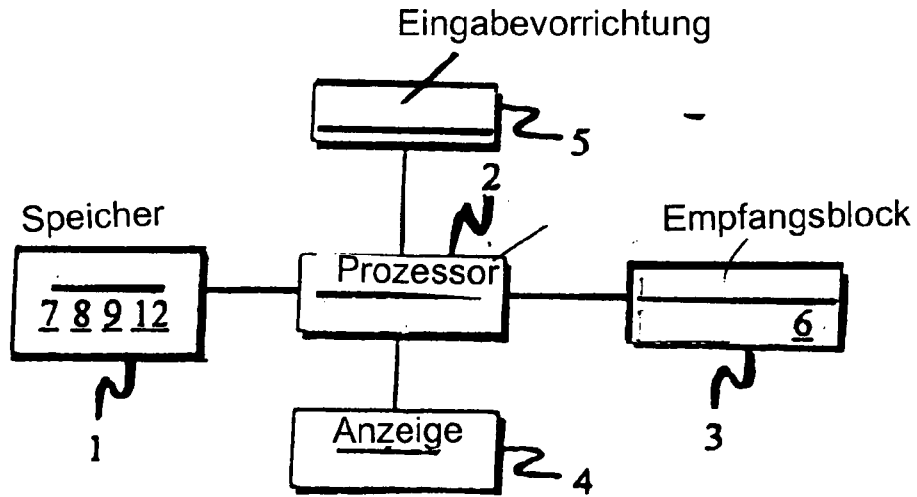 Eingabevorrichtung
5
2
Speicher
Prozessor
Empfangsblock
7 8 9 12
6
1
3
Anzeige
4